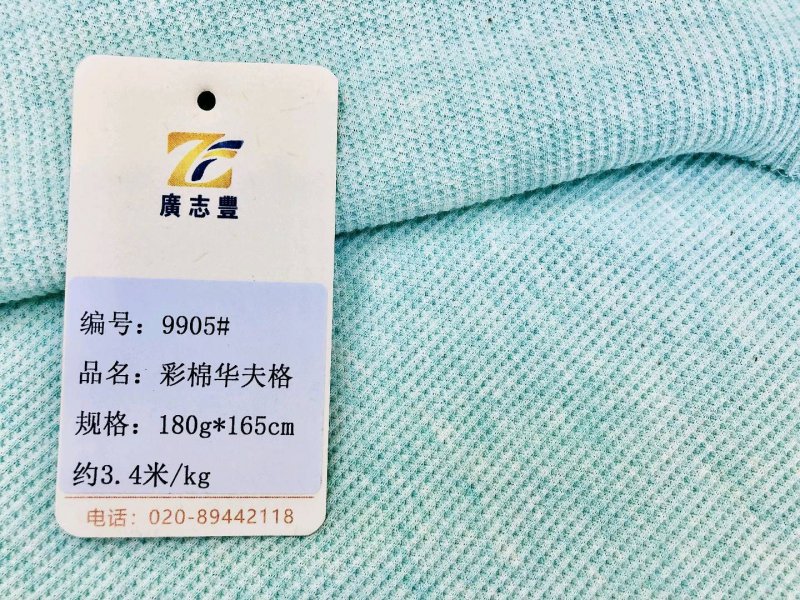 廣志豐
编号：9905#
品名：彩棉华夫格
规格：180g*165cm
约3.4米/kg
电话：020-89442118